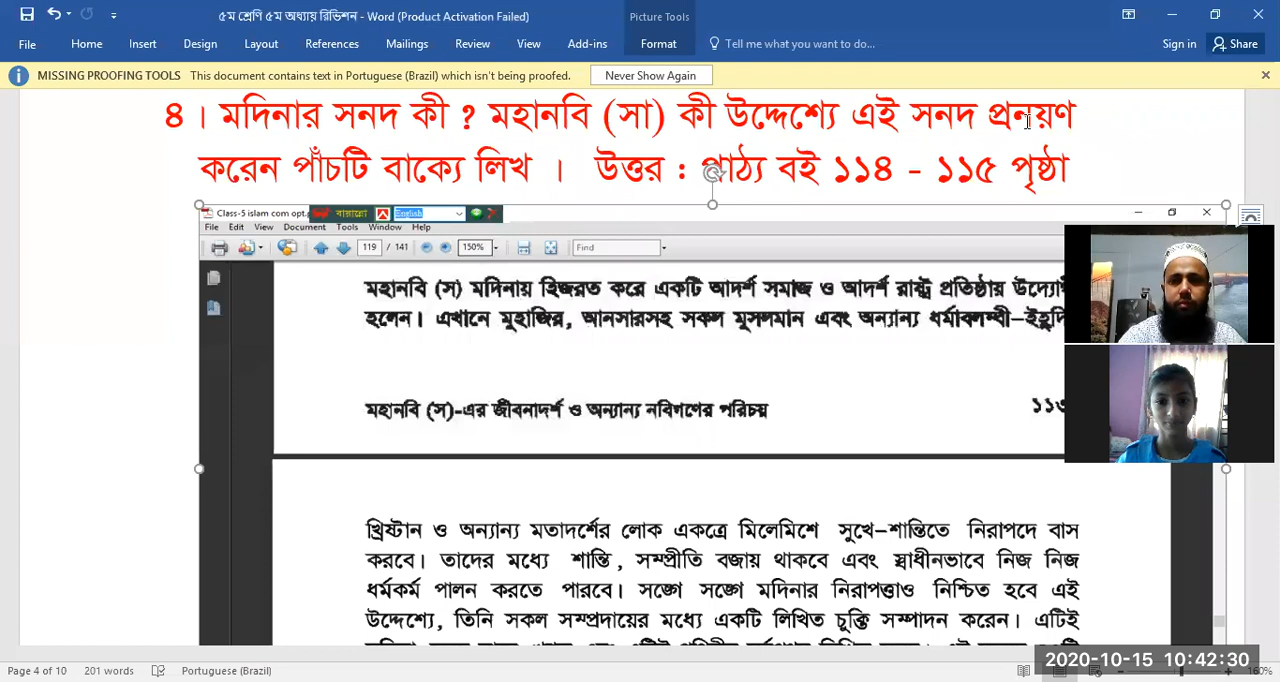 ৫ম শ্রেণি ৫ম অধ্যায় রিভিশন - Word (Product Activation Failed)
Picture Tools
File Home Insert Design Layout References Mailings Review View Add-ins Format Tell me what you want to do... Sign in Share
MISSING PROOFING TOOLS This document contains text in Portuguese (Brazil) which isn't being proofed. Never Show Again
৪। মদিনার সনদ কী ? মহানবি (সা) কী উদ্দেশ্যে এই সনদ প্রনয়ণ
করেন পাঁচটি বাক্যে লিখ । উত্তর : পাঠ্য বই ১১৪ - ১১৫ পৃষ্ঠা
Class-5 islam com opt.p English
File Edit View Document Tools Window Help
119 / 141 150% Find
মহানবি (স) মদিনায় হিজরত করে একটি আদর্শ সমাজ ও আদর্শ রাষ্ট্র প্রতিষ্ঠায়
হলেন। এখানে মুহাজির, আনসারসহ সকল মুসলমান এবং অন্যান্য ধর্মাবলম্বী–ইহুদি
মহানবি (স)-এর জীবনাদর্শ ও অন্যান্য নবিগণের পরিচয়
খ্রিষ্টান ও অন্যান্য মতাদর্শের লোক একত্রে মিলেমিশে সুখে–শান্তিতে নিরাপদে বাস
করবে। তাদের মধ্যে শান্তি, সম্প্রীতি বজায় থাকবে এবং স্বাধীনভাবে নিজ নিজ
ধর্মকর্ম পালন করতে পারবে। সঙ্গে সঙ্গে মদিনার নিরাপত্তাও নিশ্চিত হবে এই
উদ্দেশ্যে, তিনি সকল সম্প্রদায়ের মধ্যে একটি লিখিত চুক্তি সম্পাদন করেন। এটিই
Page 4 of 10 201 words Portuguese (Brazil) 160%
2020-10-15 10:42:30